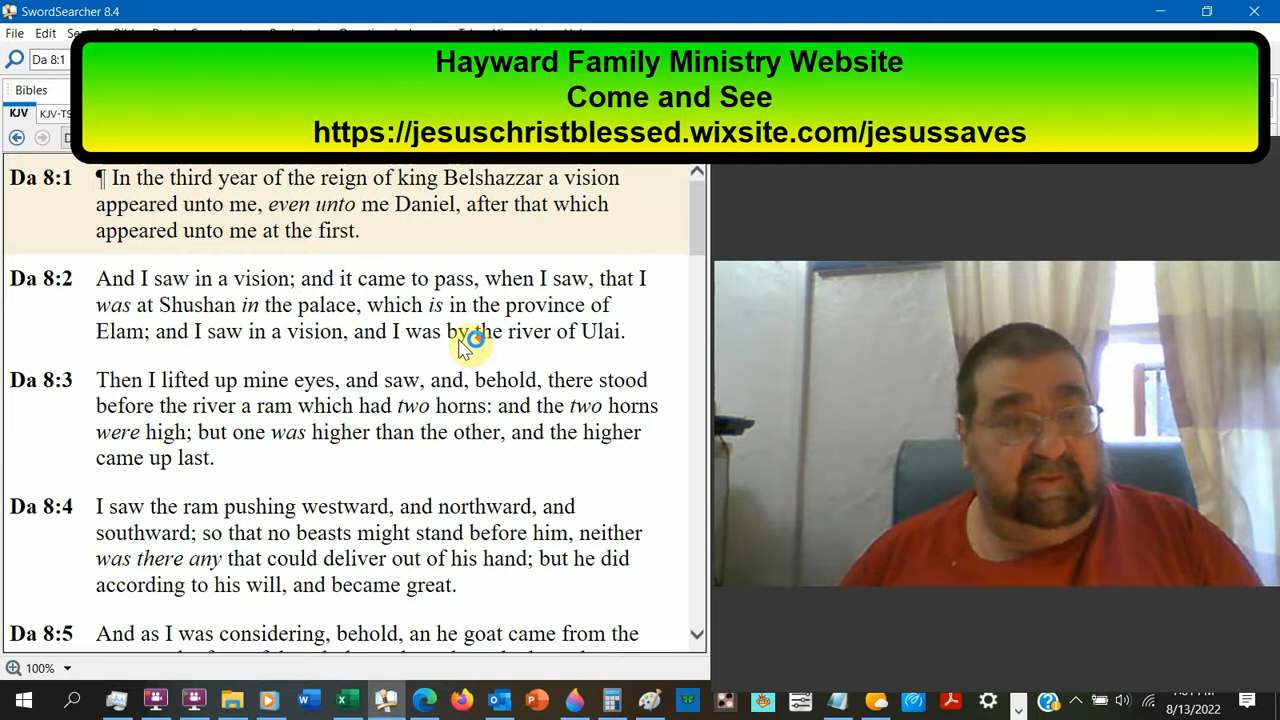 SwordSearcher 8.4
File Edit
Hayward Family Ministry Website
Come and See
https://jesuschristblessed.wixsite.com/jesussaves
Da 8:1
Bibles
KJV KJV-TS
Da 8:1 ¶ In the third year of the reign of king Belshazzar a vision
appeared unto me, even unto me Daniel, after that which
appeared unto me at the first.
Da 8:2 And I saw in a vision; and it came to pass, when I saw, that I
was at Shushan in the palace, which is in the province of
Elam; and I saw in a vision, and I was by the river of Ulai.
Da 8:3 Then I lifted up mine eyes, and saw, and, behold, there stood
before the river a ram which had two horns: and the two horns
were high; but one was higher than the other, and the higher
came up last.
Da 8:4 I saw the ram pushing westward, and northward, and
southward; so that no beasts might stand before him, neither
was there any that could deliver out of his hand; but he did
according to his will, and became great.
Da 8:5 And as I was considering, behold, an he goat came from the
100%
8/13/2022